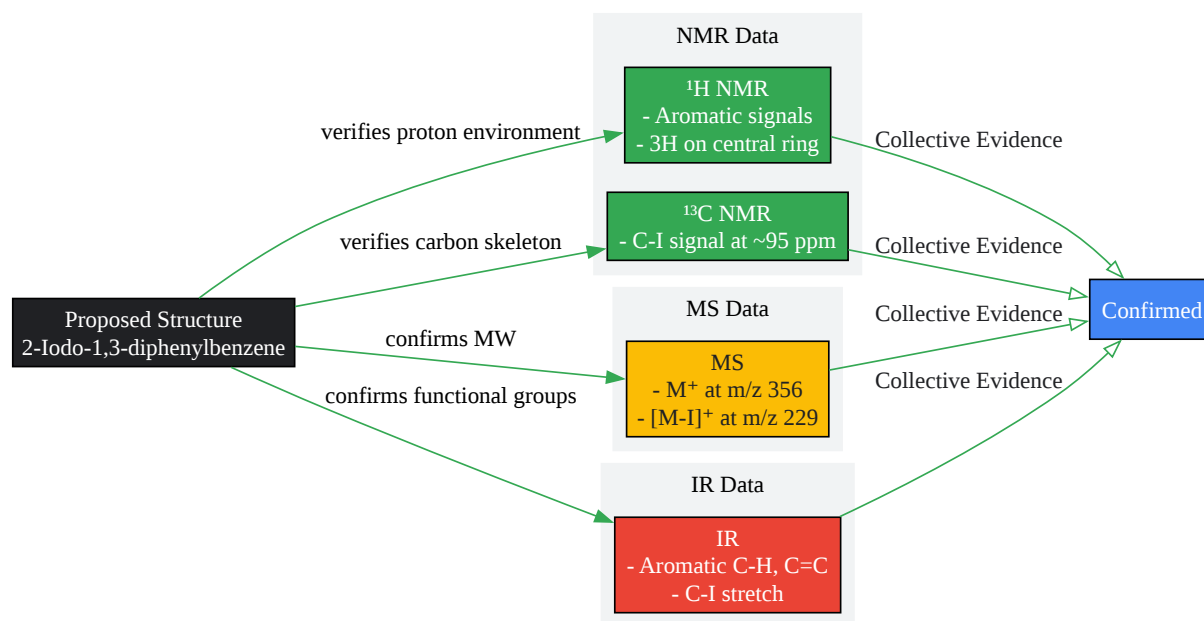 NMR Data
¹H NMR
- Aromatic signals
- 3H on central ring
verifies proton environment
Collective Evidence
¹³C NMR
- C-I signal at ~95 ppm
verifies carbon skeleton
Collective Evidence
Proposed Structure
2-Iodo-1,3-diphenylbenzene
MS Data
confirms MW
MS
- M⁺ at m/z 356
- [M-I]⁺ at m/z 229
Collective Evidence
Confirmed
confirms functional groups
Collective Evidence
IR Data
IR
- Aromatic C-H, C=C
- C-I stretch